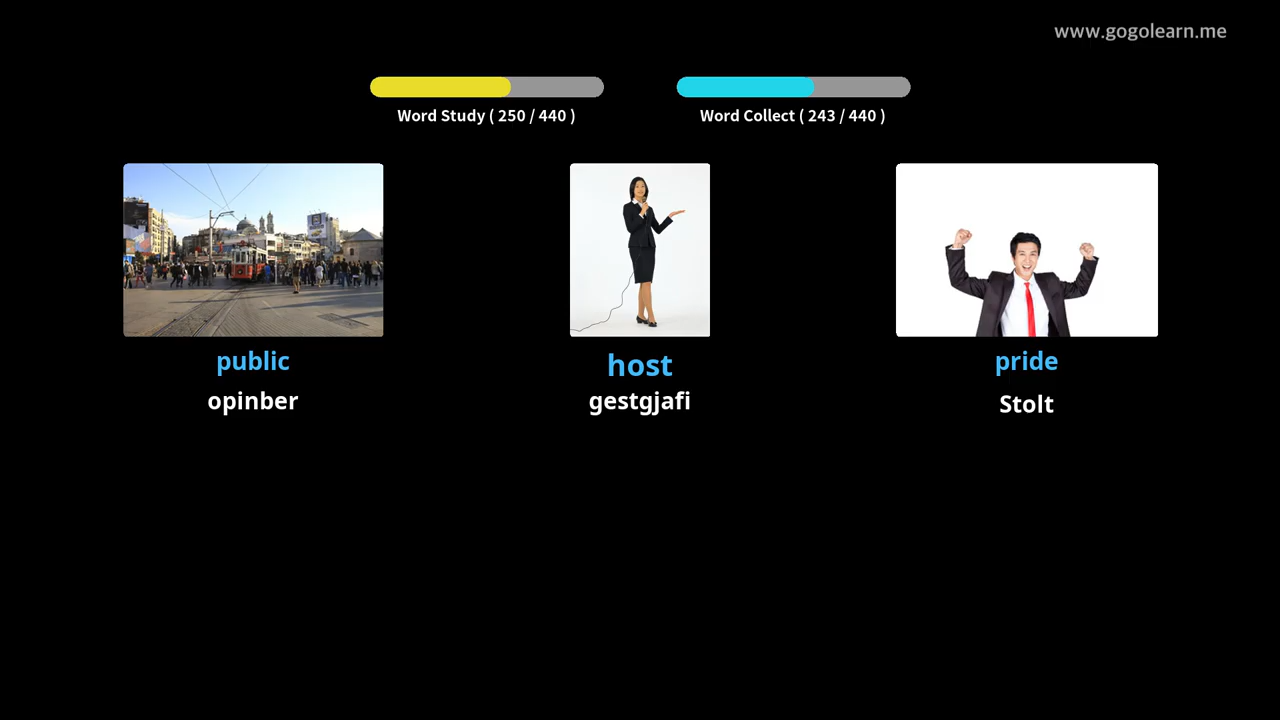 www.gogolearn.me
Word Study ( 250 / 440 )
Word Collect ( 243 / 440 )
public
host
pride
opinber
gestgjafi
Stolt